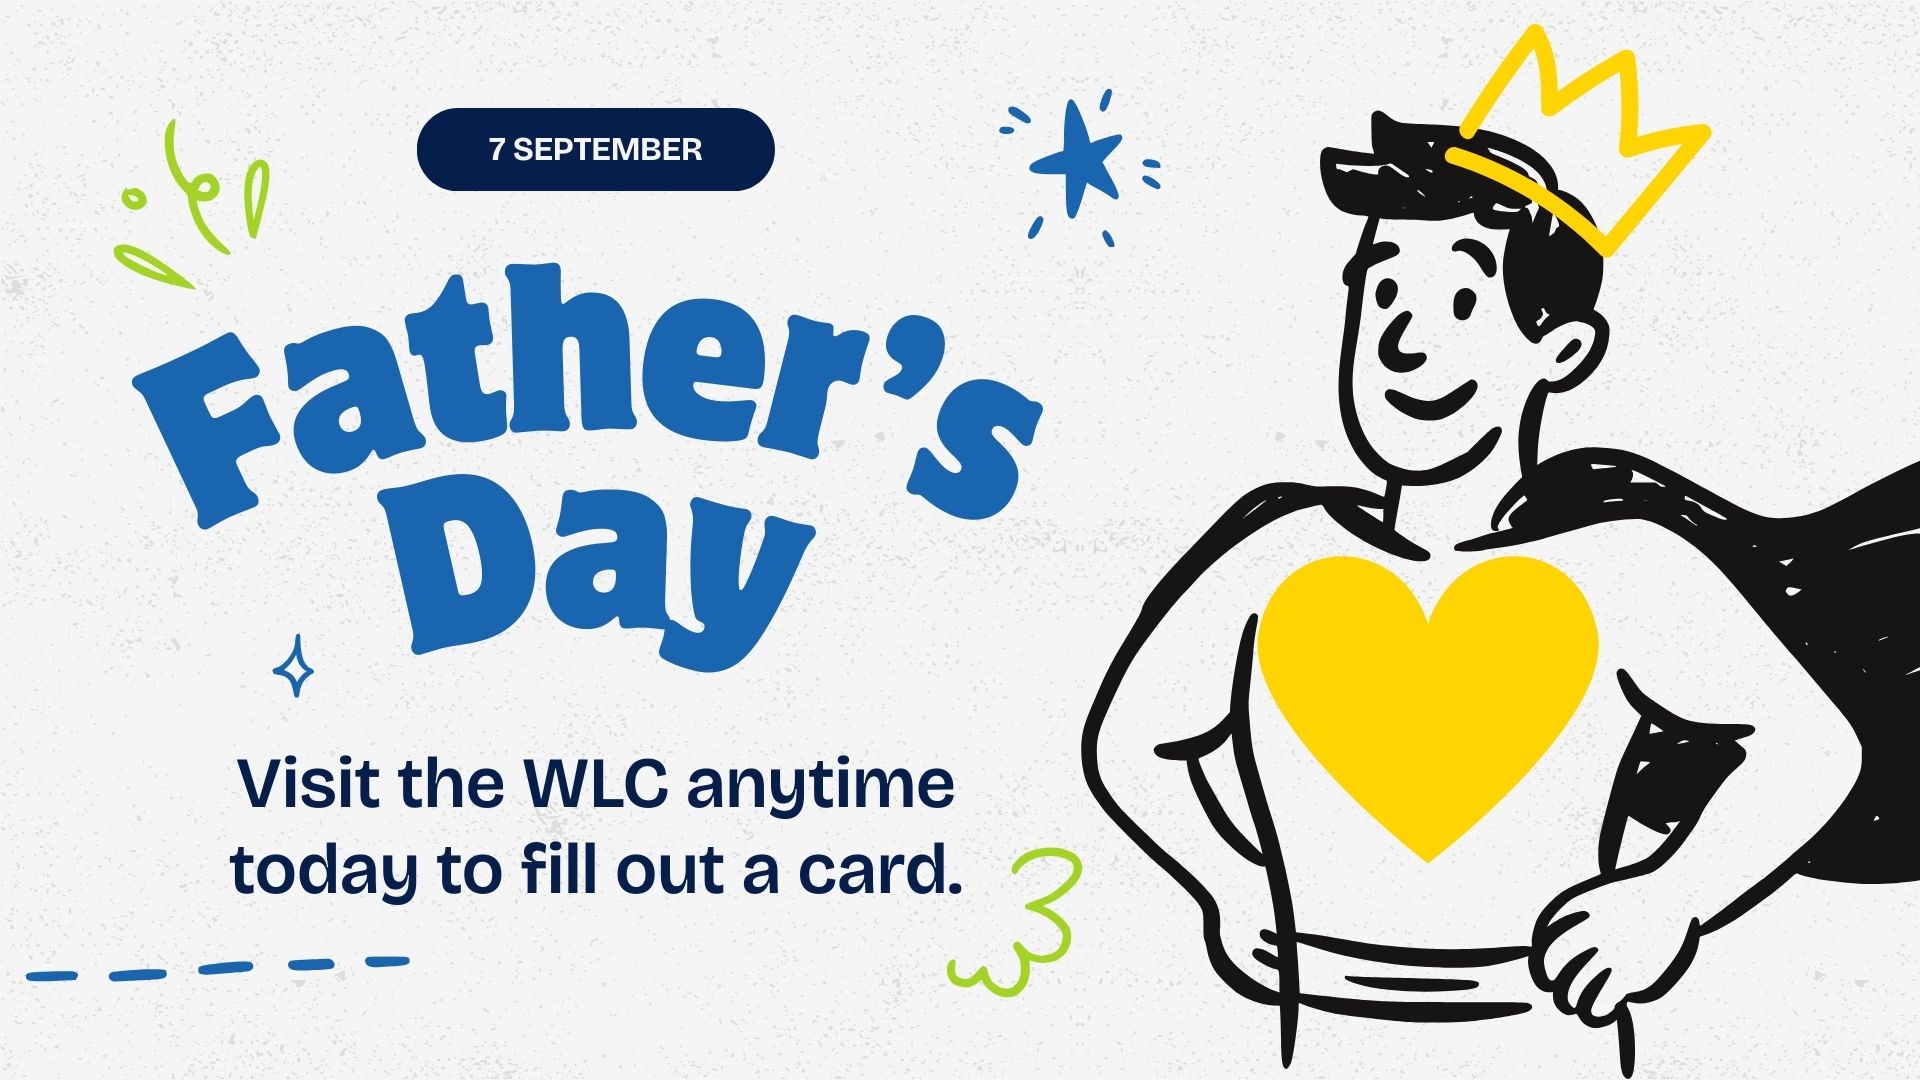 7 SEPTEMBER
Father’s
Day
Visit the WLC anytime
today to fill out a card.